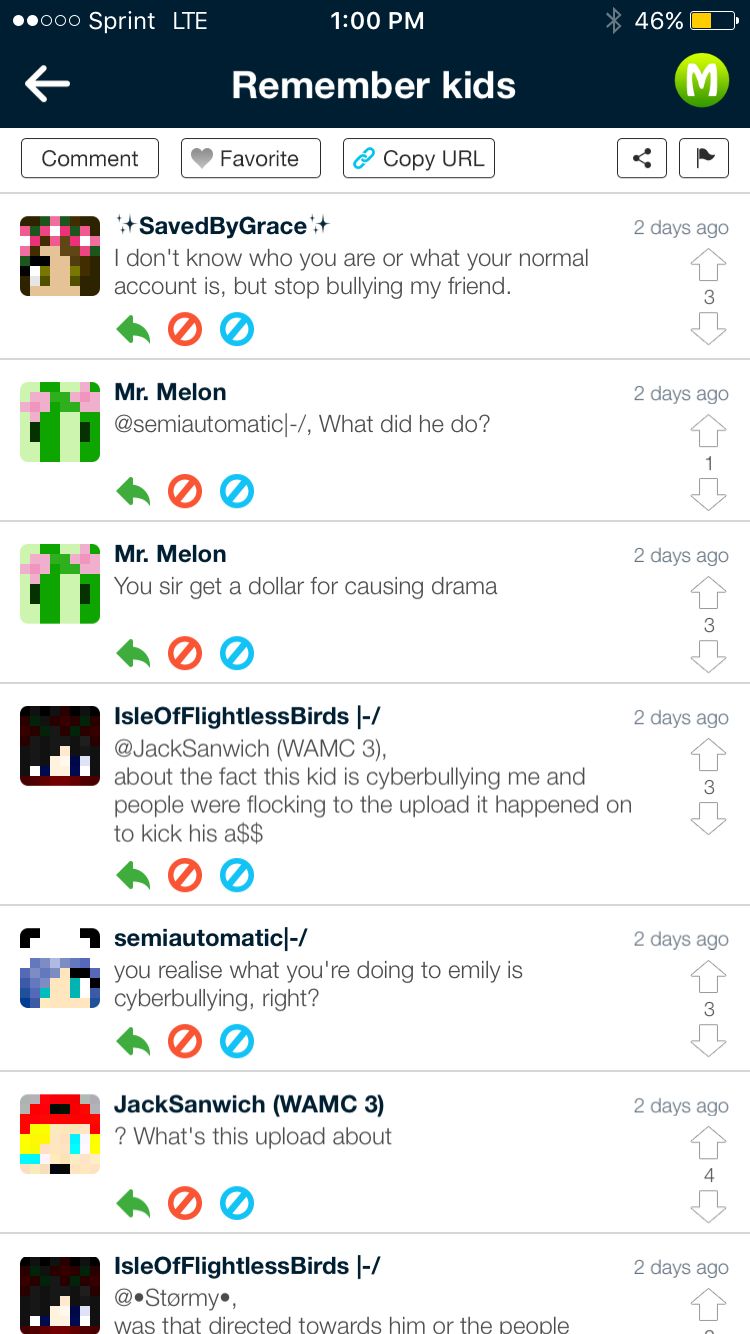 Sprint LTE 1:00 PM 46%
Remember kids
M
Comment Favorite Copy URL
SavedByGrace 2 days ago
I don't know who you are or what your normal
account is, but stop bullying my friend.
3
Mr. Melon 2 days ago
@semiautomatic|-/, What did he do?
1
Mr. Melon 2 days ago
You sir get a dollar for causing drama
3
IsleOfFlightlessBirds |-/ 2 days ago
@JackSanwich (WAMC 3),
about the fact this kid is cyberbullying me and
people were flocking to the upload it happened on
to kick his a$$
3
semiautomatic|-/ 2 days ago
you realise what you're doing to emily is
cyberbullying, right?
3
JackSanwich (WAMC 3) 2 days ago
? What's this upload about
4
IsleOfFlightlessBirds |-/ 2 days ago
@•Størmy•,
was that directed towards him or the people